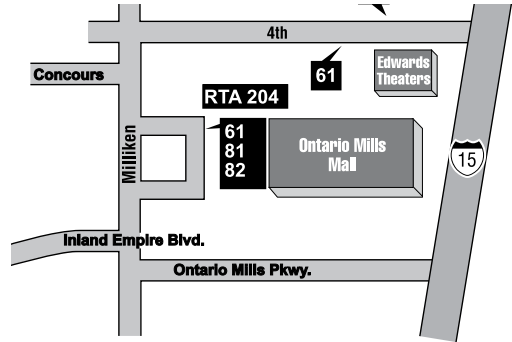 4th
Edwards
Theaters
Concours
61
RTA 204
61
81
82
Milliken
Ontario Mills
Mall
15
Inland Empire Blvd.
Ontario Mills Pkwy.